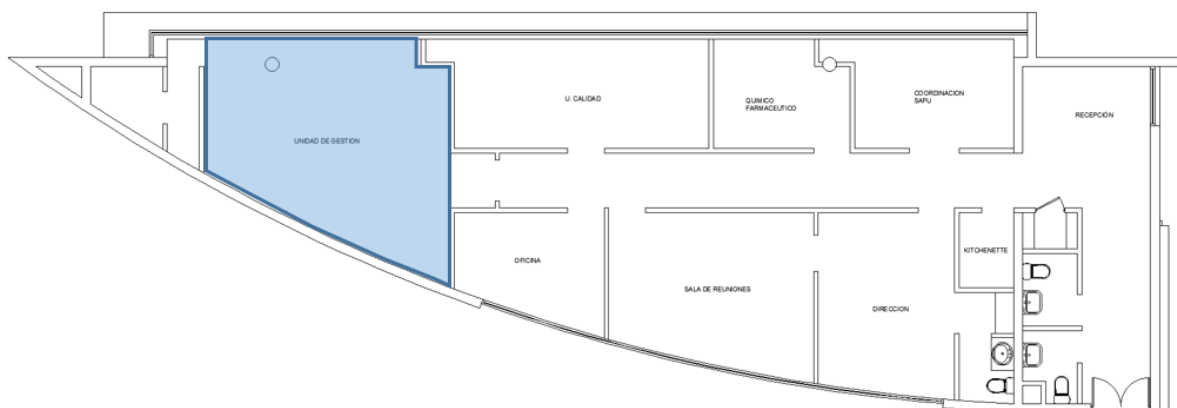 U. CALIDAD
QUIMICO
FARMACEUTICO
COORDINACION
SAPU
RECEPCIÓN
UNIDAD DE GESTION
OFICINA
SALA DE REUNIONES
DIRECCION
KITCHENETTE